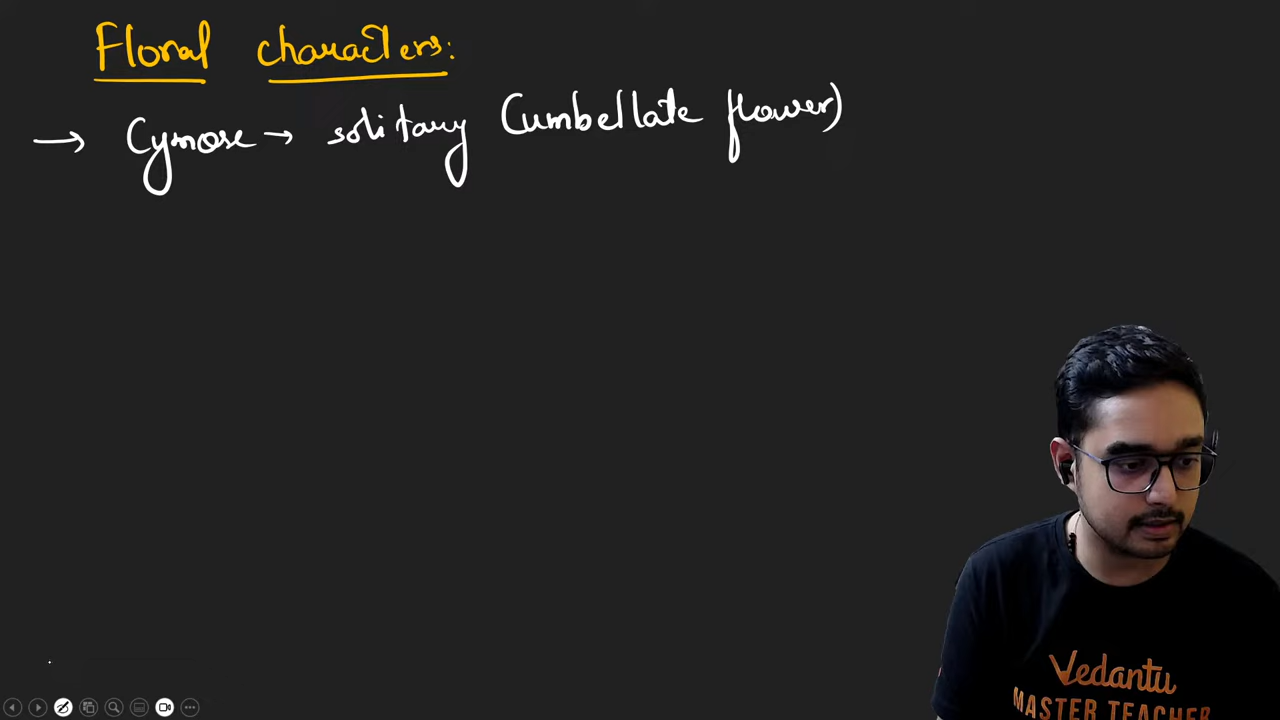 Floral characters:
→ Cymose → solitary (umbellate flower)
Vedantu
MASTER TEACHER